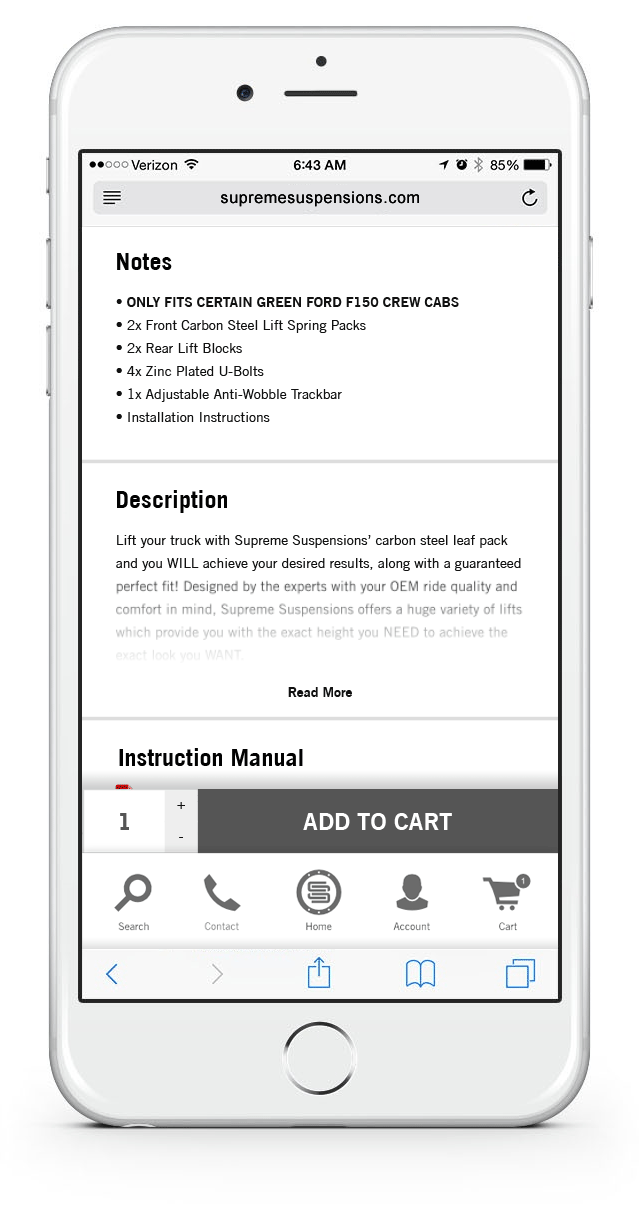 Verizon 6:43 AM 85%
supremesuspensions.com
Notes
• ONLY FITS CERTAIN GREEN FORD F150 CREW CABS
• 2x Front Carbon Steel Lift Spring Packs
• 2x Rear Lift Blocks
• 4x Zinc Plated U-Bolts
• 1x Adjustable Anti-Wobble Trackbar
• Installation Instructions
Description
Lift your truck with Supreme Suspensions’ carbon steel leaf pack
and you WILL achieve your desired results, along with a guaranteed
perfect fit! Designed by the experts with your OEM ride quality and
comfort in mind, Supreme Suspensions offers a huge variety of lifts
which provide you with the exact height you NEED to achieve the
exact look you WANT.
Read More
Instruction Manual
1 + - ADD TO CART
1
Search Contact Home Account Cart